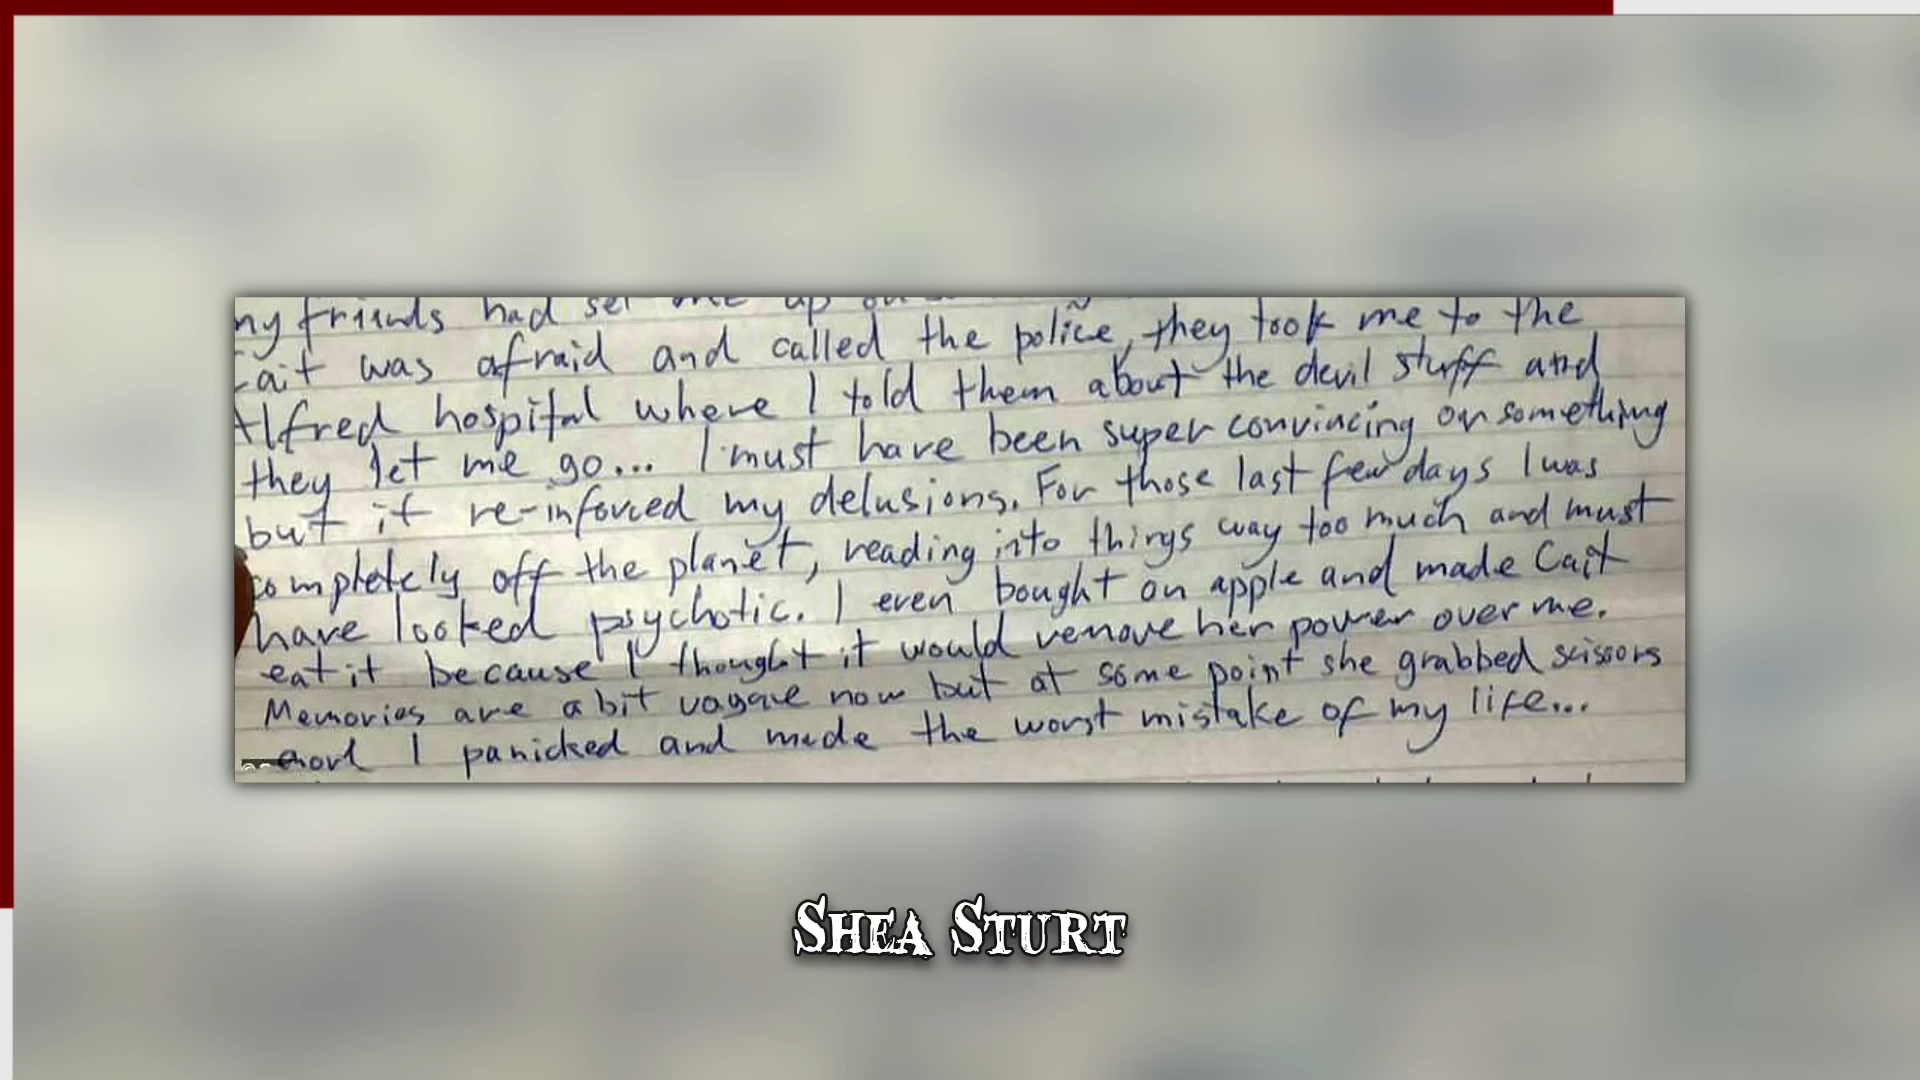 my friends had set me up
Cait was afraid and called the police, they took me to the
Alfred hospital where I told them about the devil stuff and
they let me go... I must have been super convincing or something
but it re-inforced my delusions. For those last few days I was
completely off the planet, reading into things way too much and must
have looked psychotic. I even bought an apple and made Cait
eat it because I thought it would remove her power over me.
Memories are a bit vague now but at some point she grabbed scissors
and I panicked and made the worst mistake of my life...
SHEA STURT